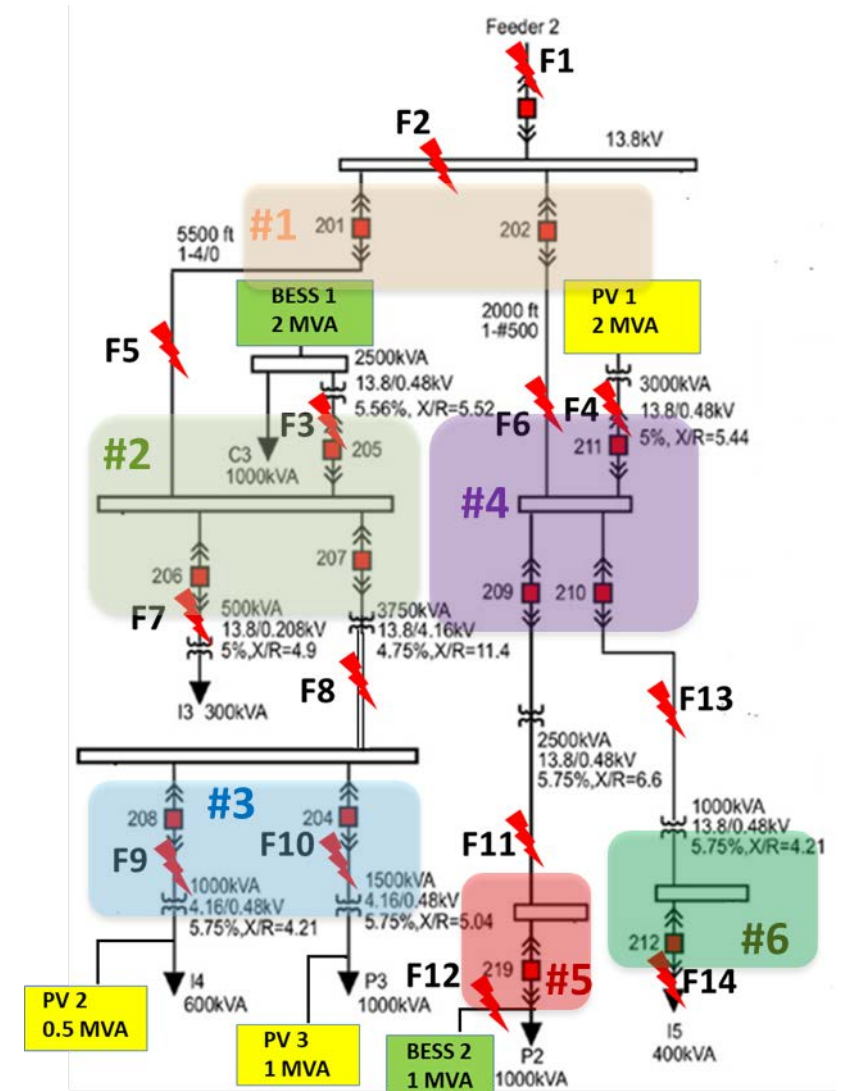 Feeder 2
F1
F2
13.8kV
#1
201
202
5500 ft
1-4/0
BESS 1
2 MVA
2000 ft
1-#500
PV 1
2 MVA
F5
2500kVA
13.8/0.48kV
5.56%, X/R=5.52
3000kVA
13.8/0.48kV
5%, X/R=5.44
F3
F6
F4
#2
C3
1000kVA
205
211
#4
207
206
209
210
F7
500kVA
13.8/0.208kV
5%,X/R=4.9
3750kVA
13.8/4.16kV
4.75%,X/R=11.4
F8
F13
I3 300kVA
2500kVA
13.8/0.48kV
5.75%,X/R=6.6
#3
208
204
1000kVA
13.8/0.48kV
5.75%,X/R=4.21
F9
F10
F11
1000kVA
4.16/0.48kV
5.75%,X/R=4.21
1500kVA
4.16/0.48kV
5.75%,X/R=5.04
212
#6
F12
219
#5
F14
PV 2
0.5 MVA
I4
600kVA
P3
1000kVA
PV 3
1 MVA
BESS 2
1 MVA
P2
1000kVA
I5
400kVA